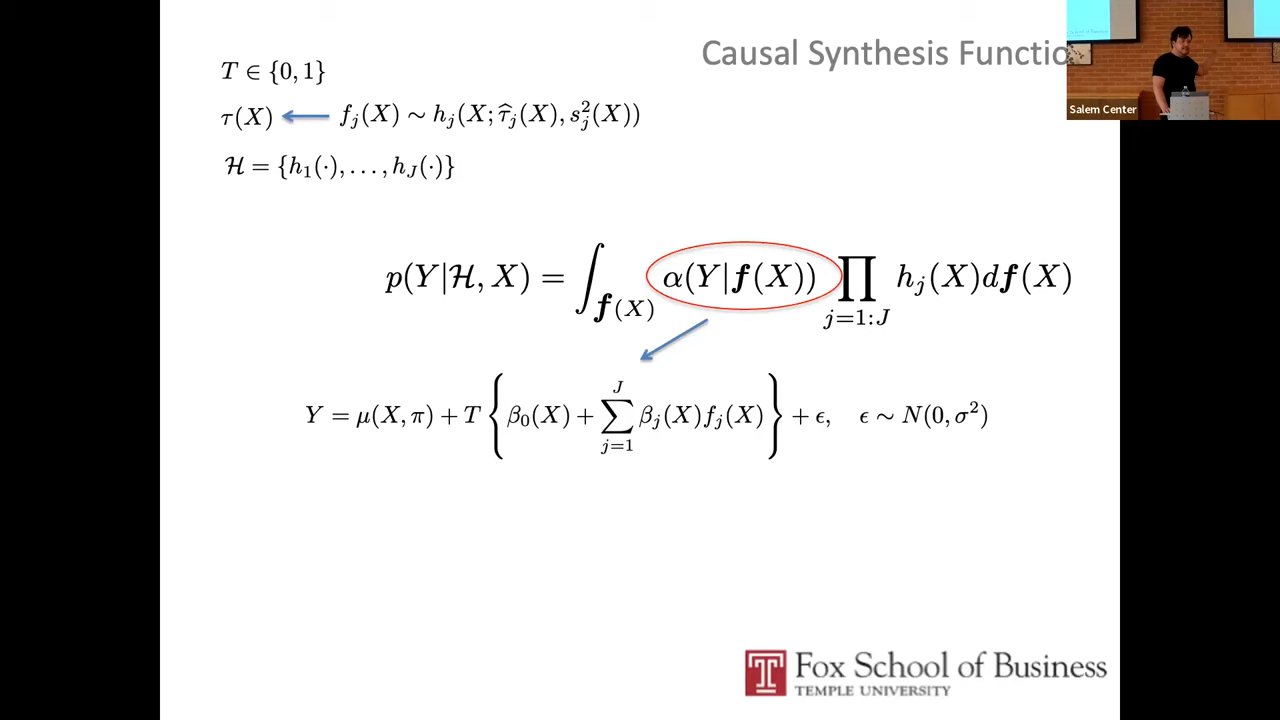 Causal Synthesis Functio
T ∈ {0, 1}
τ(X) ← f_j(X) ∼ h_j(X; τ̂_j(X), s_j^2(X))
ℋ = {h_1(·), . . . , h_J(·)}
Salem Center
p(Y|ℋ, X) = ∫_{𝒇(X)} α(Y|𝒇(X)) ∏_{j=1:J} h_j(X)d𝒇(X)
Y = μ(X, π) + T { β_0(X) + ∑_{j=1}^{J} β_j(X)f_j(X) } + ϵ, ϵ ∼ N(0, σ^2)
Fox School of Business
TEMPLE UNIVERSITY